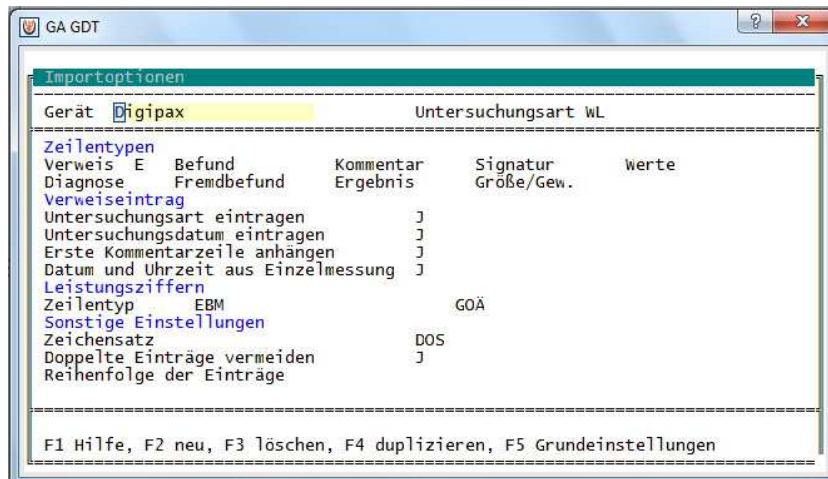 GA GDT
Importoptionen
Gerät Digipax Untersuchungsart WL
Zeilentypen
Verweis E Befund Kommentar Signatur Werte
Diagnose Fremdbefund Ergebnis Größe/Gew.
Verweiseintrag
Untersuchungsart eintragen J
Untersuchungsdatum eintragen J
Erste Kommentarzeile anhängen J
Datum und Uhrzeit aus Einzelmessung J
Leistungsziffern
Zeilentyp EBM GOÄ
Sonstige Einstellungen
Zeichensatz DOS
Doppelte Einträge vermeiden J
Reihenfolge der Einträge
F1 Hilfe, F2 neu, F3 löschen, F4 duplizieren, F5 Grundeinstellungen